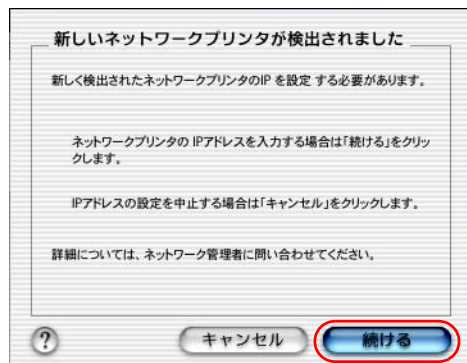 新しいネットワークプリンタが検出されました
新しく検出されたネットワークプリンタのIP を設定 する必要があります。
ネットワークプリンタの IPアドレスを入力する場合は「続ける」をクリッ
クします。
IPアドレスの設定を中止する場合は「キャンセル」をクリックします。
詳細については、ネットワーク管理者に問い合わせてください。
?
キャンセル
続ける